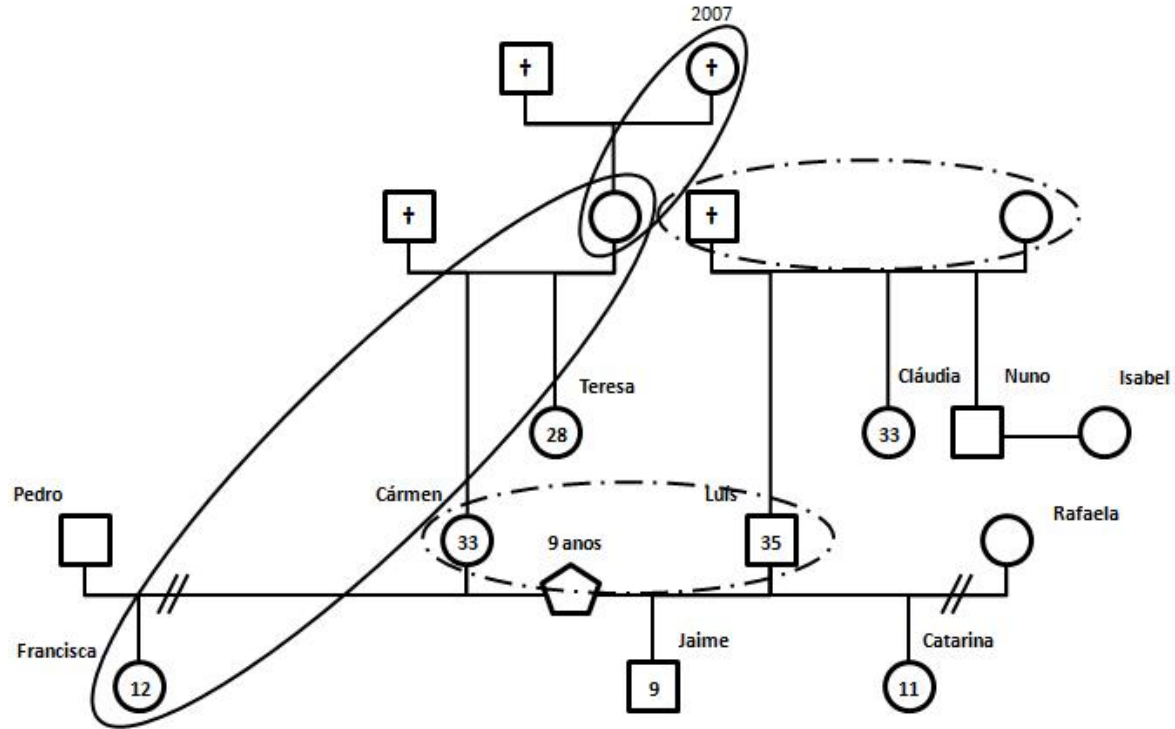 2007
✝
✝
✝
✝
Teresa
Cláudia
Nuno
Isabel
28
33
Pedro
Cármen
Luís
Rafaela
33
9 anos
35
Francisca
Jaime
Catarina
12
9
11